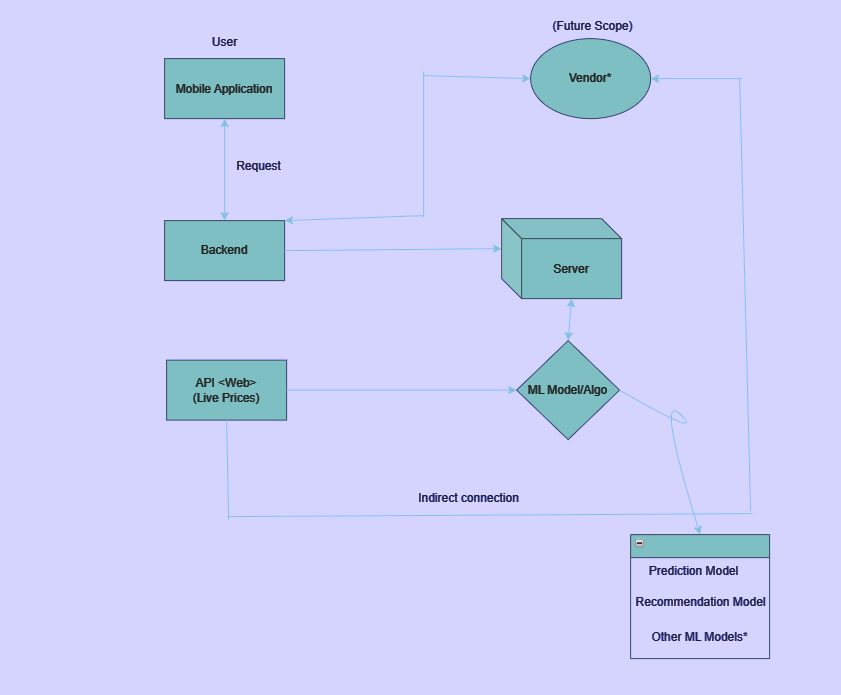 (Future Scope)
User
Vendor*
Mobile Application
Request
Backend
Server
API <Web>
(Live Prices)
ML Model/Algo
Indirect connection
Prediction Model
Recommendation Model
Other ML Models*